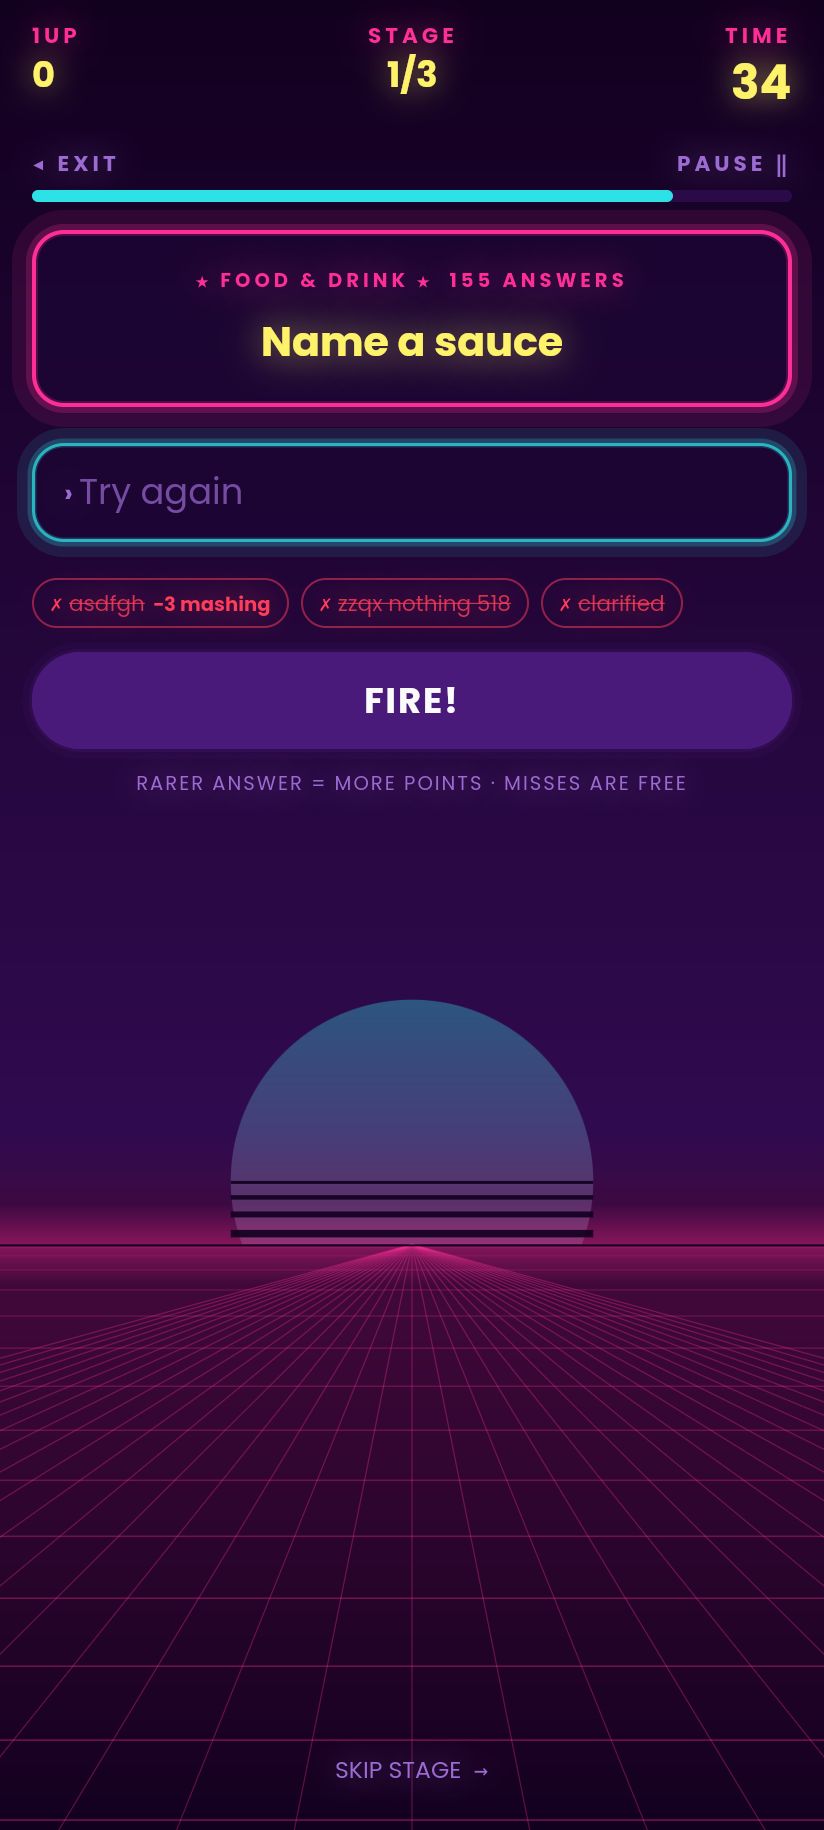 1UP STAGE TIME
0 1/3 34
◂ EXIT PAUSE ||
★ FOOD & DRINK ★ 155 ANSWERS
Name a sauce
› Try again
✗ asdfgh -3 mashing ✗ zzqx nothing 518 ✗ clarified
FIRE!
RARER ANSWER = MORE POINTS · MISSES ARE FREE
SKIP STAGE →